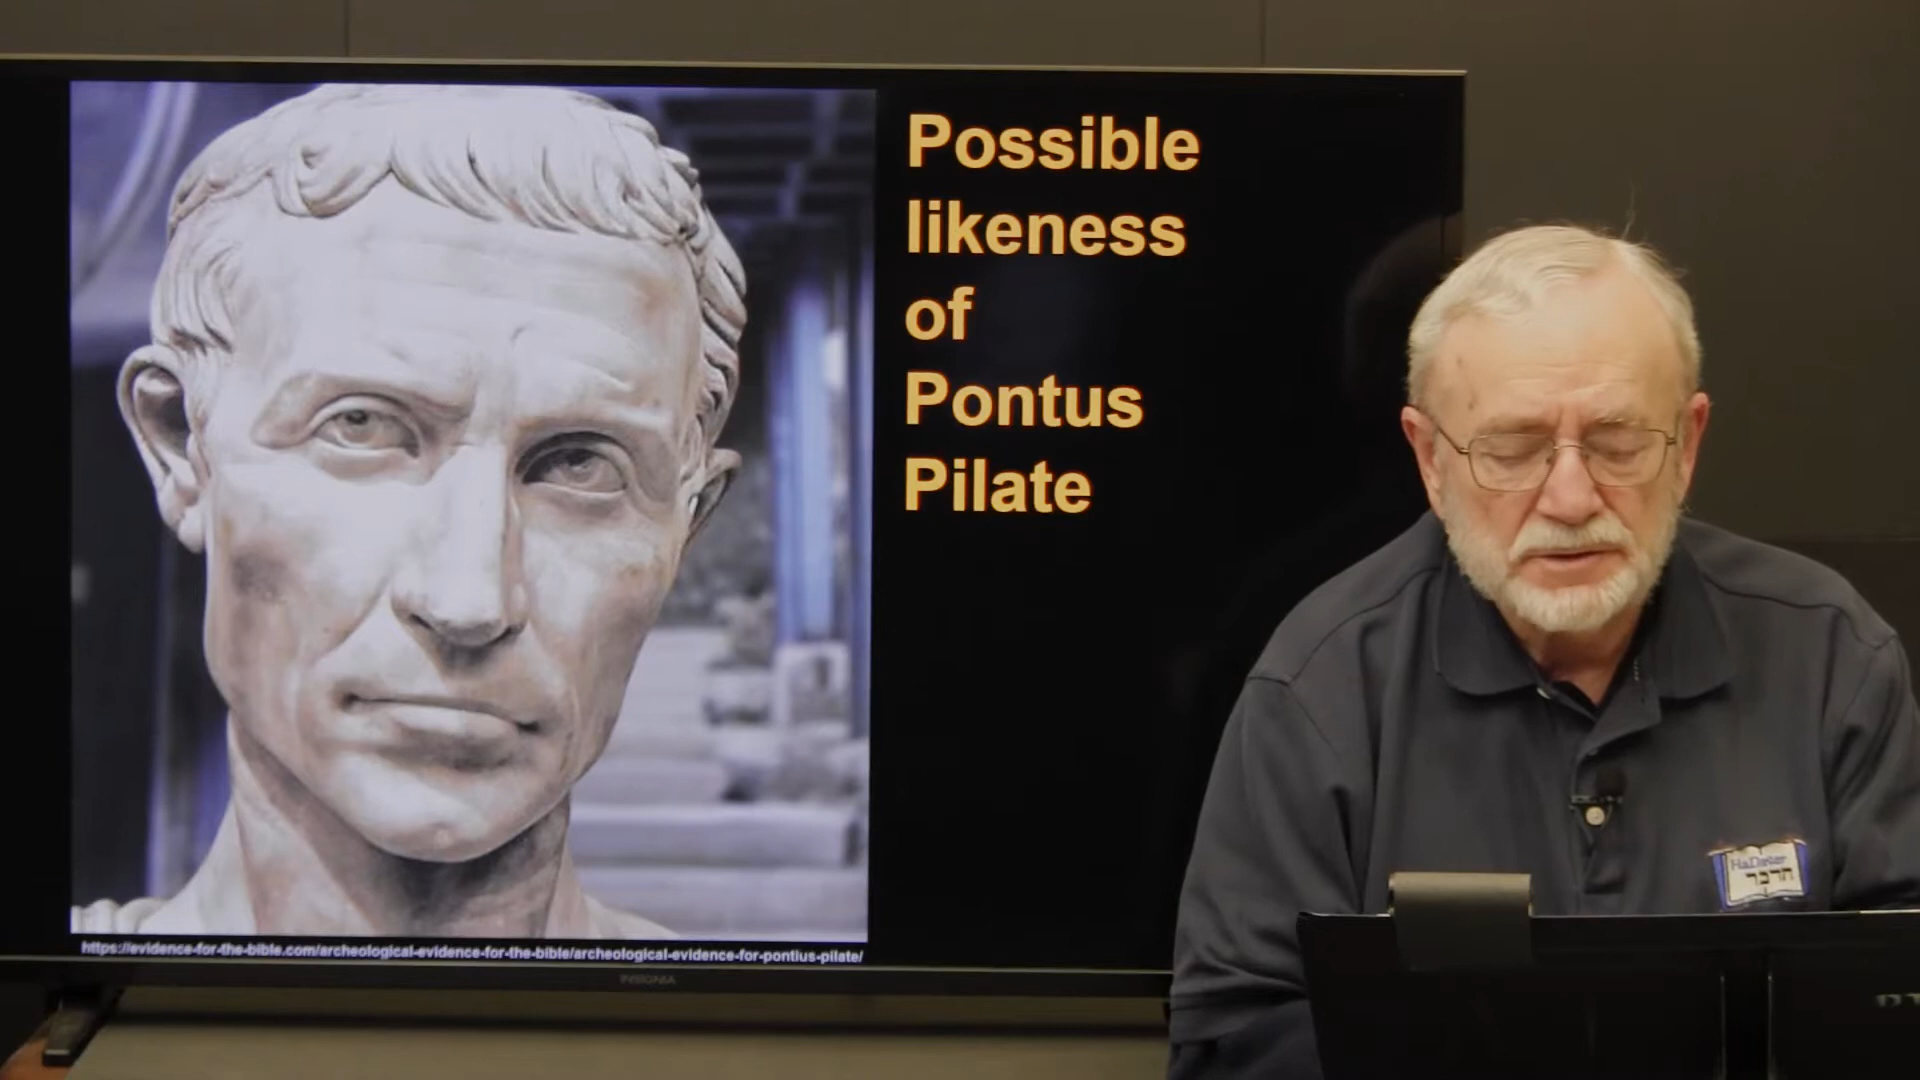 Possible
likeness
of
Pontus
Pilate
https://evidence-for-the-bible.com/archeological-evidence-for-the-bible/archeological-evidence-for-pontius-pilate/
INSIGNIA
HaDavar
הדבר